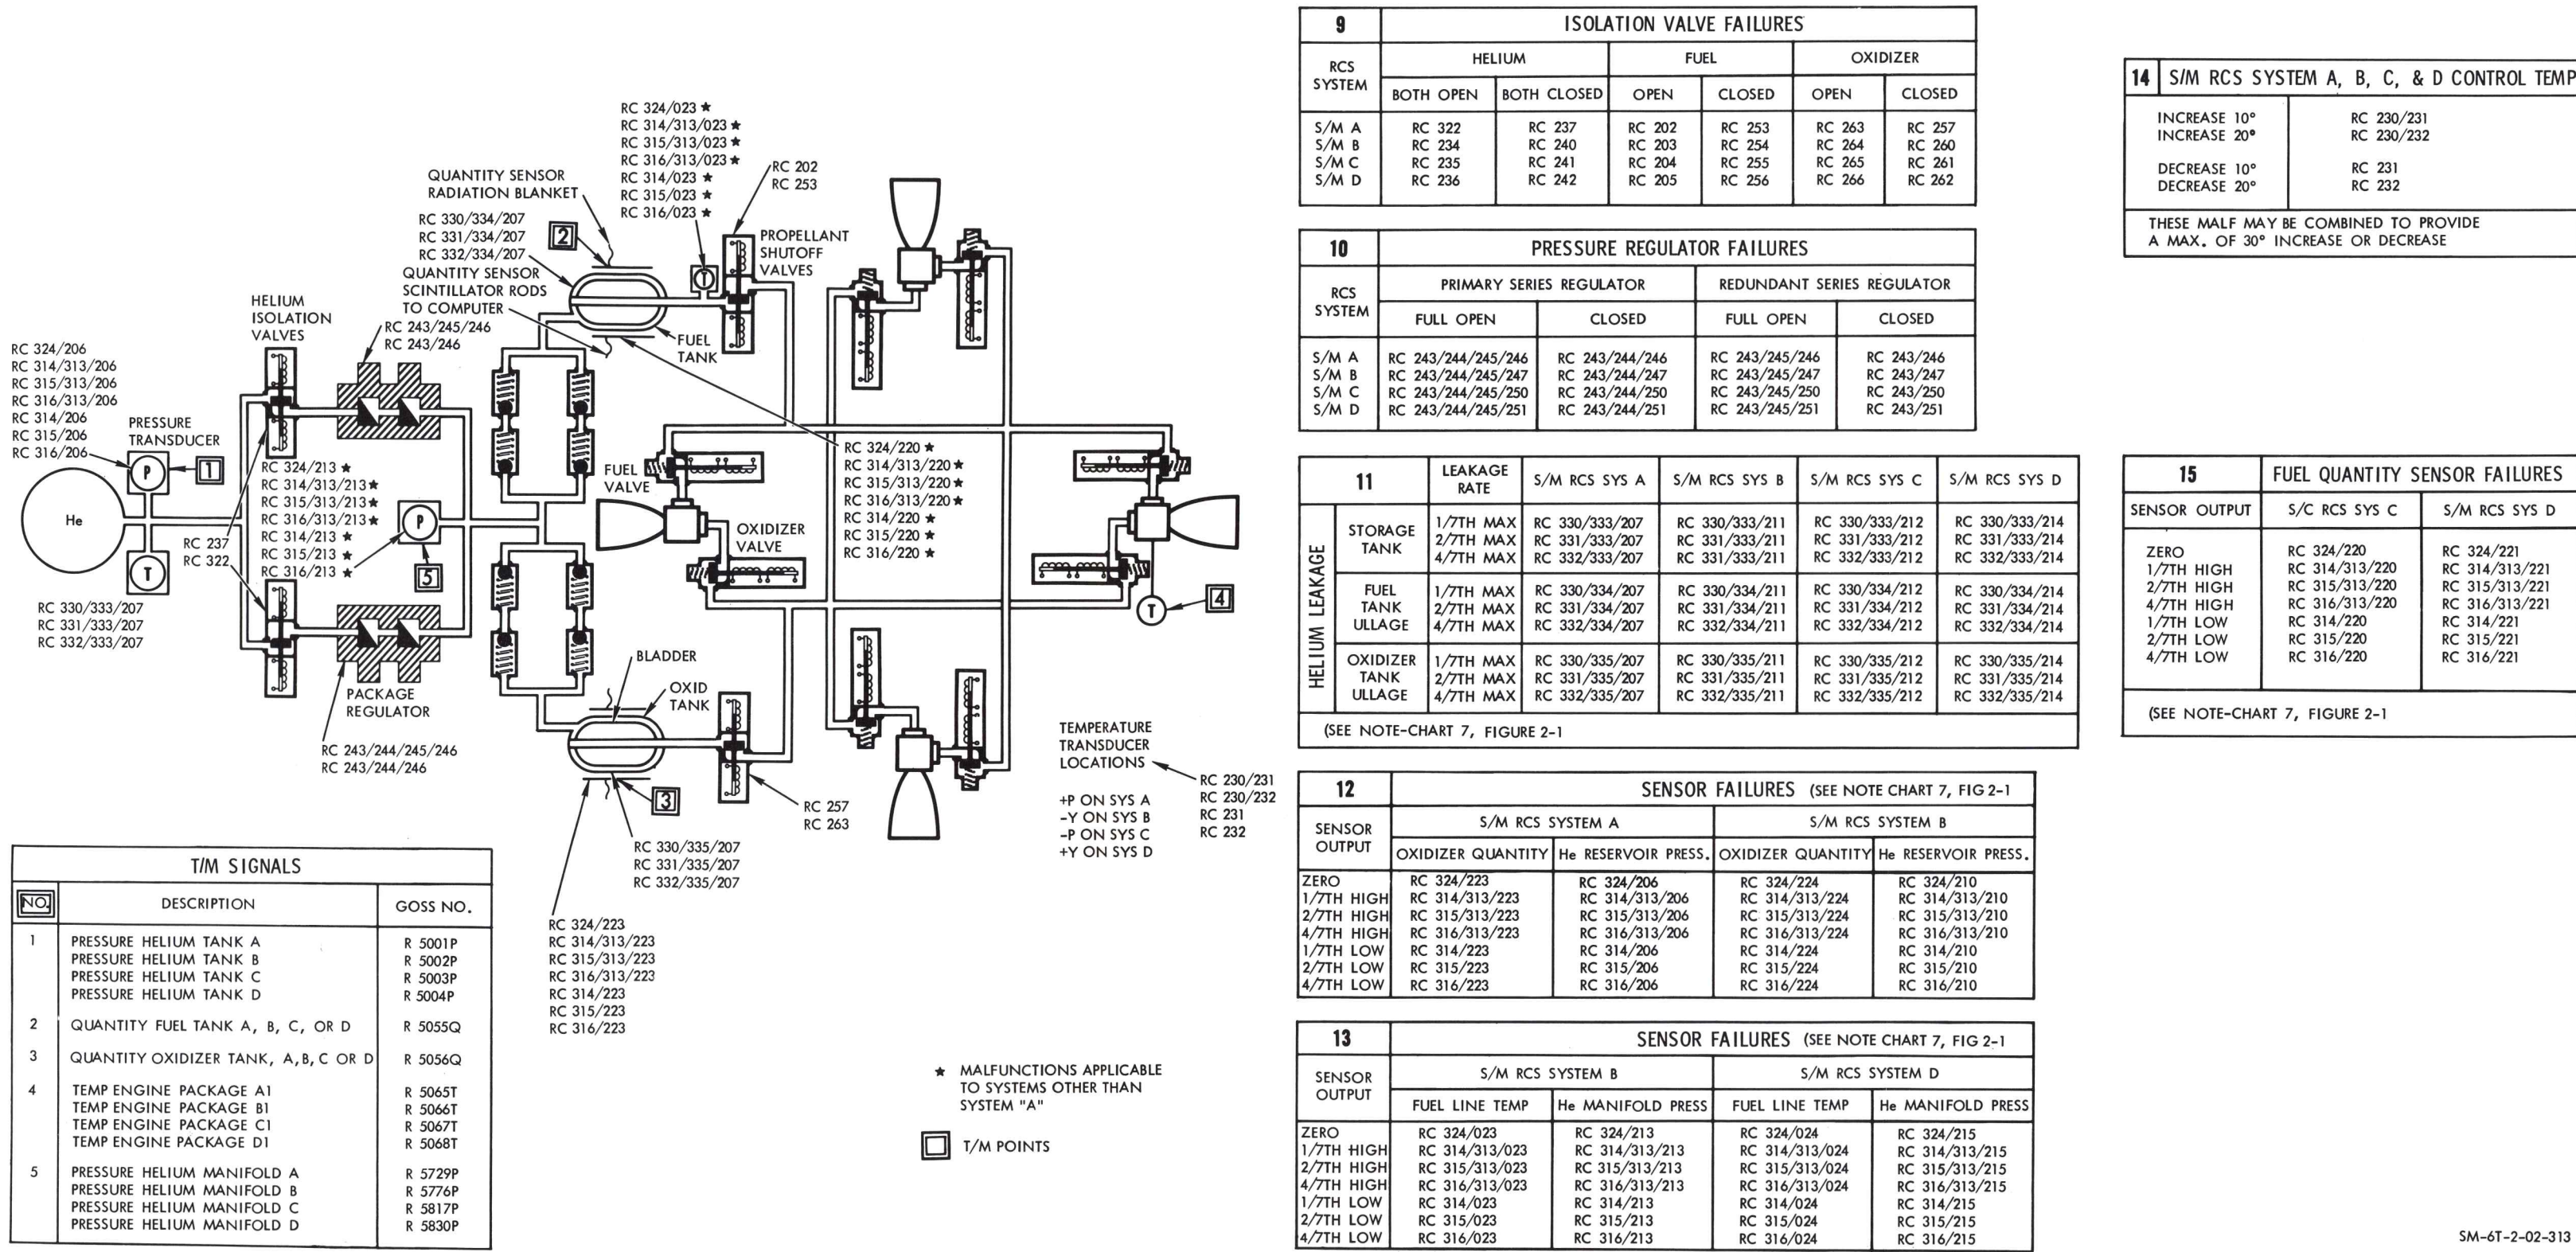 RC 324/023 ★
RC 314/313/023 ★
RC 315/313/023 ★
RC 316/313/023 ★
RC 314/023 ★
RC 315/023 ★
RC 316/023 ★
RC 202
RC 253
QUANTITY SENSOR
RADIATION BLANKET
RC 330/334/207
RC 331/334/207
RC 332/334/207
2
T
PROPELLANT
SHUTOFF
VALVES
QUANTITY SENSOR
SCINTILLATOR RODS
TO COMPUTER
FUEL
TANK
HELIUM
ISOLATION
VALVES
RC 243/245/246
RC 243/246
RC 324/206
RC 314/313/206
RC 315/313/206
RC 316/313/206
RC 314/206
RC 315/206
RC 316/206
PRESSURE
TRANSDUCER
P
1
He
T
RC 330/333/207
RC 331/333/207
RC 332/333/207
RC 237
RC 322
RC 324/213 ★
RC 314/313/213 ★
RC 315/313/213 ★
RC 316/313/213 ★
RC 314/213 ★
RC 315/213 ★
RC 316/213 ★
P
5
PACKAGE
REGULATOR
RC 243/244/245/246
RC 243/244/246
FUEL
VALVE
OXIDIZER
VALVE
RC 324/220 ★
RC 314/313/220 ★
RC 315/313/220 ★
RC 316/313/220 ★
RC 314/220 ★
RC 315/220 ★
RC 316/220 ★
T
4
BLADDER
OXID
TANK
3
RC 257
RC 263
RC 330/335/207
RC 331/335/207
RC 332/335/207
RC 324/223
RC 314/313/223
RC 315/313/223
RC 316/313/223
RC 314/223
RC 315/223
RC 316/223
TEMPERATURE
TRANSDUCER
LOCATIONS
+P ON SYS A
-Y ON SYS B
-P ON SYS C
+Y ON SYS D
RC 230/231
RC 230/232
RC 231
RC 232
★ MALFUNCTIONS APPLICABLE
TO SYSTEMS OTHER THAN
SYSTEM "A"
T/M POINTS
T/M SIGNALS
NO. DESCRIPTION GOSS NO.
1 PRESSURE HELIUM TANK A R 5001P
PRESSURE HELIUM TANK B R 5002P
PRESSURE HELIUM TANK C R 5003P
PRESSURE HELIUM TANK D R 5004P
2 QUANTITY FUEL TANK A, B, C, OR D R 5055Q
3 QUANTITY OXIDIZER TANK, A,B,C OR D R 5056Q
4 TEMP ENGINE PACKAGE A1 R 5065T
TEMP ENGINE PACKAGE B1 R 5066T
TEMP ENGINE PACKAGE C1 R 5067T
TEMP ENGINE PACKAGE D1 R 5068T
5 PRESSURE HELIUM MANIFOLD A R 5729P
PRESSURE HELIUM MANIFOLD B R 5776P
PRESSURE HELIUM MANIFOLD C R 5817P
PRESSURE HELIUM MANIFOLD D R 5830P
9 ISOLATION VALVE FAILURES
RCS SYSTEM HELIUM FUEL OXIDIZER
BOTH OPEN BOTH CLOSED OPEN CLOSED OPEN CLOSED
S/M A RC 322 RC 237 RC 202 RC 253 RC 263 RC 257
S/M B RC 234 RC 240 RC 203 RC 254 RC 264 RC 260
S/M C RC 235 RC 241 RC 204 RC 255 RC 265 RC 261
S/M D RC 236 RC 242 RC 205 RC 256 RC 266 RC 262
10 PRESSURE REGULATOR FAILURES
RCS SYSTEM PRIMARY SERIES REGULATOR REDUNDANT SERIES REGULATOR
FULL OPEN CLOSED FULL OPEN CLOSED
S/M A RC 243/244/245/246 RC 243/244/246 RC 243/245/246 RC 243/246
S/M B RC 243/244/245/247 RC 243/244/247 RC 243/245/247 RC 243/247
S/M C RC 243/244/245/250 RC 243/244/250 RC 243/245/250 RC 243/250
S/M D RC 243/244/245/251 RC 243/244/251 RC 243/245/251 RC 243/251
11 LEAKAGE RATE S/M RCS SYS A S/M RCS SYS B S/M RCS SYS C S/M RCS SYS D
HELIUM LEAKAGE
STORAGE TANK
1/7TH MAX RC 330/333/207 RC 330/333/211 RC 330/333/212 RC 330/333/214
2/7TH MAX RC 331/333/207 RC 331/333/211 RC 331/333/212 RC 331/333/214
4/7TH MAX RC 332/333/207 RC 331/333/211 RC 332/333/212 RC 332/333/214
FUEL TANK ULLAGE
1/7TH MAX RC 330/334/207 RC 330/334/211 RC 330/334/212 RC 330/334/214
2/7TH MAX RC 331/334/207 RC 331/334/211 RC 331/334/212 RC 331/334/214
4/7TH MAX RC 332/334/207 RC 332/334/211 RC 332/334/212 RC 332/334/214
OXIDIZER TANK ULLAGE
1/7TH MAX RC 330/335/207 RC 330/335/211 RC 330/335/212 RC 330/335/214
2/7TH MAX RC 331/335/207 RC 331/335/211 RC 331/335/212 RC 331/335/214
4/7TH MAX RC 332/335/207 RC 332/335/211 RC 332/335/212 RC 332/335/214
(SEE NOTE-CHART 7, FIGURE 2-1
12 SENSOR FAILURES (SEE NOTE CHART 7, FIG 2-1
SENSOR OUTPUT S/M RCS SYSTEM A S/M RCS SYSTEM B
OXIDIZER QUANTITY He RESERVOIR PRESS. OXIDIZER QUANTITY He RESERVOIR PRESS.
ZERO RC 324/223 RC 324/206 RC 324/224 RC 324/210
1/7TH HIGH RC 314/313/223 RC 314/313/206 RC 314/313/224 RC 314/313/210
2/7TH HIGH RC 315/313/223 RC 315/313/206 RC 315/313/224 RC 315/313/210
4/7TH HIGH RC 316/313/223 RC 316/313/206 RC 316/313/224 RC 316/313/210
1/7TH LOW RC 314/223 RC 314/206 RC 314/224 RC 314/210
2/7TH LOW RC 315/223 RC 315/206 RC 315/224 RC 315/210
4/7TH LOW RC 316/223 RC 316/206 RC 316/224 RC 316/210
13 SENSOR FAILURES (SEE NOTE CHART 7, FIG 2-1
SENSOR OUTPUT S/M RCS SYSTEM B S/M RCS SYSTEM D
FUEL LINE TEMP He MANIFOLD PRESS FUEL LINE TEMP He MANIFOLD PRESS
ZERO RC 324/023 RC 324/213 RC 324/024 RC 324/215
1/7TH HIGH RC 314/313/023 RC 314/313/213 RC 314/313/024 RC 314/313/215
2/7TH HIGH RC 315/313/023 RC 315/313/213 RC 315/313/024 RC 315/313/215
4/7TH HIGH RC 316/313/023 RC 316/313/213 RC 316/313/024 RC 316/313/215
1/7TH LOW RC 314/023 RC 314/213 RC 314/024 RC 314/215
2/7TH LOW RC 315/023 RC 315/213 RC 315/024 RC 315/215
4/7TH LOW RC 316/023 RC 316/213 RC 316/024 RC 316/215
14 S/M RCS SYSTEM A, B, C, & D CONTROL TEMP
INCREASE 10° RC 230/231
INCREASE 20° RC 230/232
DECREASE 10° RC 231
DECREASE 20° RC 232
THESE MALF MAY BE COMBINED TO PROVIDE
A MAX. OF 30° INCREASE OR DECREASE
15 FUEL QUANTITY SENSOR FAILURES
SENSOR OUTPUT S/C RCS SYS C S/M RCS SYS D
ZERO RC 324/220 RC 324/221
1/7TH HIGH RC 314/313/220 RC 314/313/221
2/7TH HIGH RC 315/313/220 RC 315/313/221
4/7TH HIGH RC 316/313/220 RC 316/313/221
1/7TH LOW RC 314/220 RC 314/221
2/7TH LOW RC 315/220 RC 315/221
4/7TH LOW RC 316/220 RC 316/221
(SEE NOTE-CHART 7, FIGURE 2-1
SM-6T-2-02-313